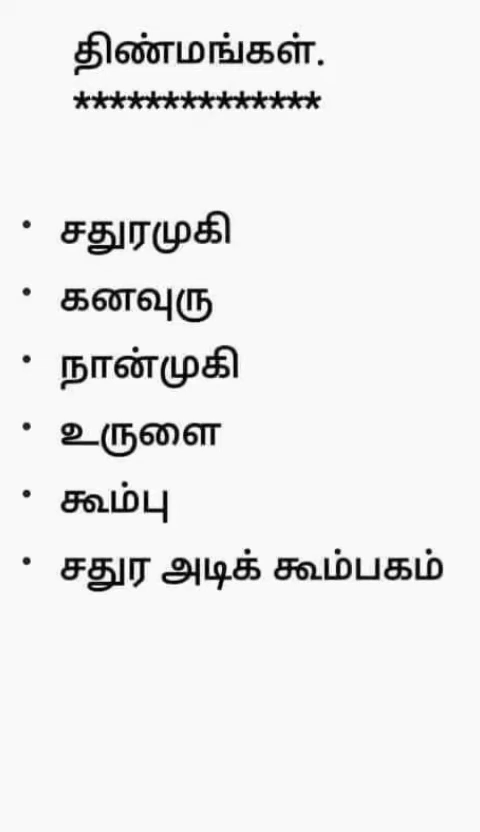 திண்மங்கள்.
**************
• சதுரமுகி
• கனவுரு
• நான்முகி
• உருளை
• கூம்பு
• சதுர அடிக் கூம்பகம்